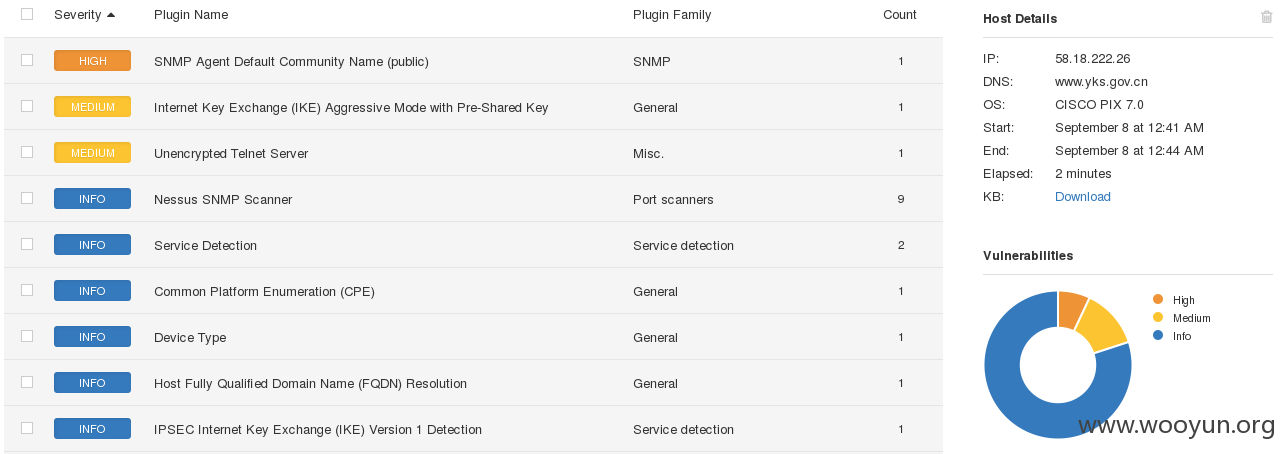 Severity Plugin Name Plugin Family Count
HIGH SNMP Agent Default Community Name (public) SNMP 1
MEDIUM Internet Key Exchange (IKE) Aggressive Mode with Pre-Shared Key General 1
MEDIUM Unencrypted Telnet Server Misc. 1
INFO Nessus SNMP Scanner Port scanners 9
INFO Service Detection Service detection 2
INFO Common Platform Enumeration (CPE) General 1
INFO Device Type General 1
INFO Host Fully Qualified Domain Name (FQDN) Resolution General 1
INFO IPSEC Internet Key Exchange (IKE) Version 1 Detection Service detection 1
Host Details
IP: 58.18.222.26
DNS: www.yks.gov.cn
OS: CISCO PIX 7.0
Start: September 8 at 12:41 AM
End: September 8 at 12:44 AM
Elapsed: 2 minutes
KB: Download
Vulnerabilities
High
Medium
Info
www.wooyun.org